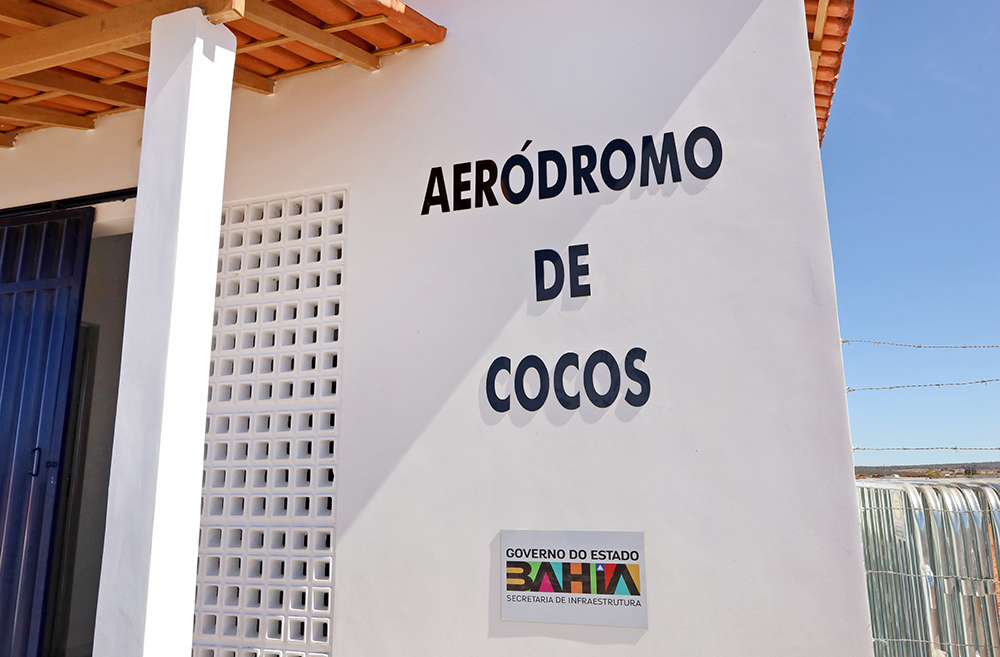 AERÓDROMO
DE
COCOS
GOVERNO DO ESTADO
BAHIA
SECRETARIA DE INFRAESTRUTURA